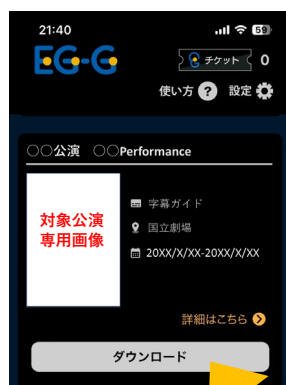 21:40
59
EG-G
チケット 0
使い方 ? 設定
○○公演 ○○Performance
対象公演
専用画像
字幕ガイド
国立劇場
20XX/X/XX-20XX/X/XX
詳細はこちら
ダウンロード